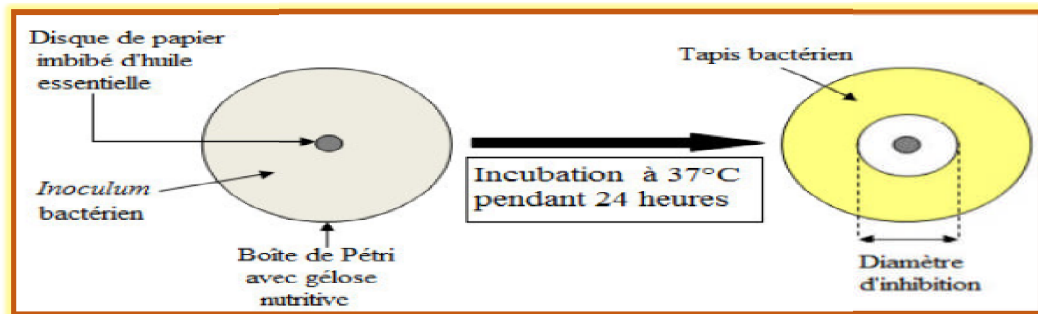 Disque de papier
imbibé d'huile
essentielle
Inoculum
bactérien
Boîte de Pétri
avec gélose
nutritive
Incubation à 37°C
pendant 24 heures
Tapis bactérien
Diamètre
d'inhibition